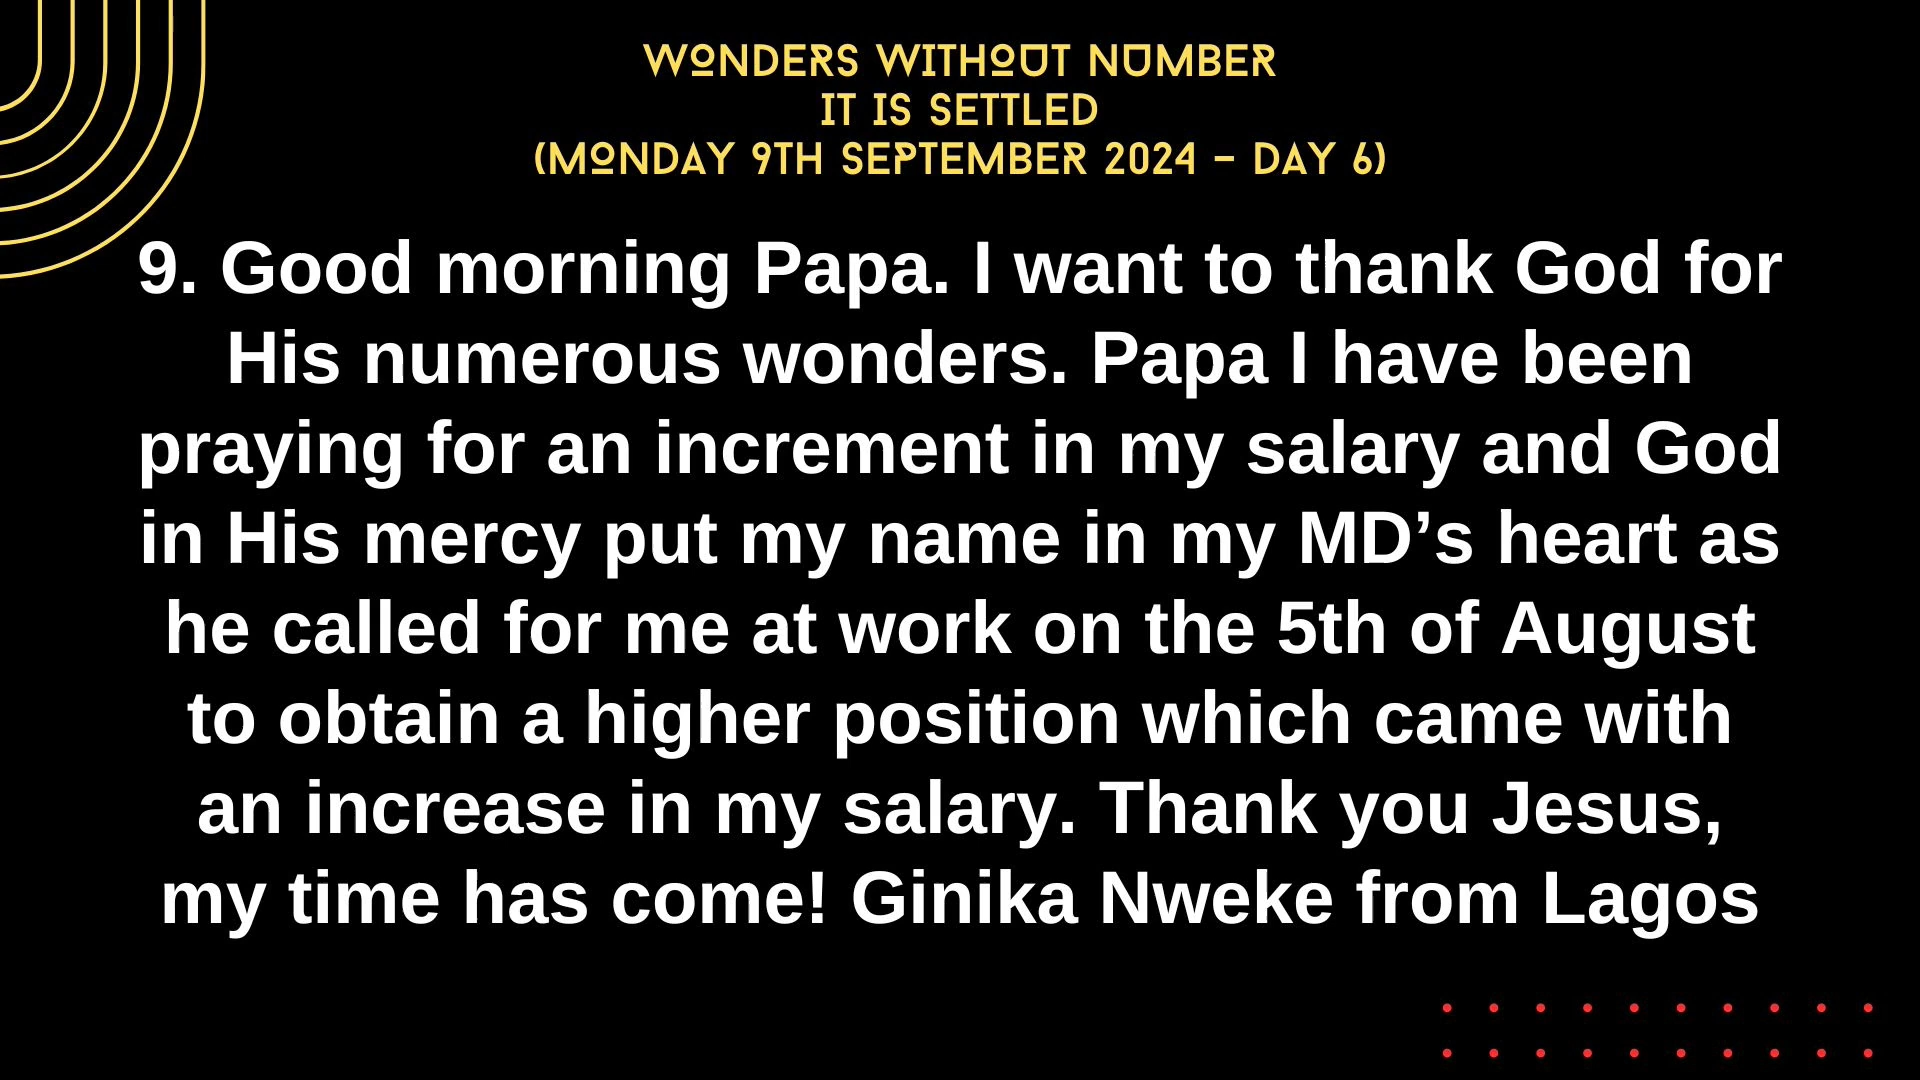 WONDERS WITHOUT NUMBER
IT IS SETTLED
(MONDAY 9TH SEPTEMBER 2024 – DAY 6)
9. Good morning Papa. I want to thank God for
His numerous wonders. Papa I have been
praying for an increment in my salary and God
in His mercy put my name in my MD’s heart as
he called for me at work on the 5th of August
to obtain a higher position which came with
an increase in my salary. Thank you Jesus,
my time has come! Ginika Nweke from Lagos